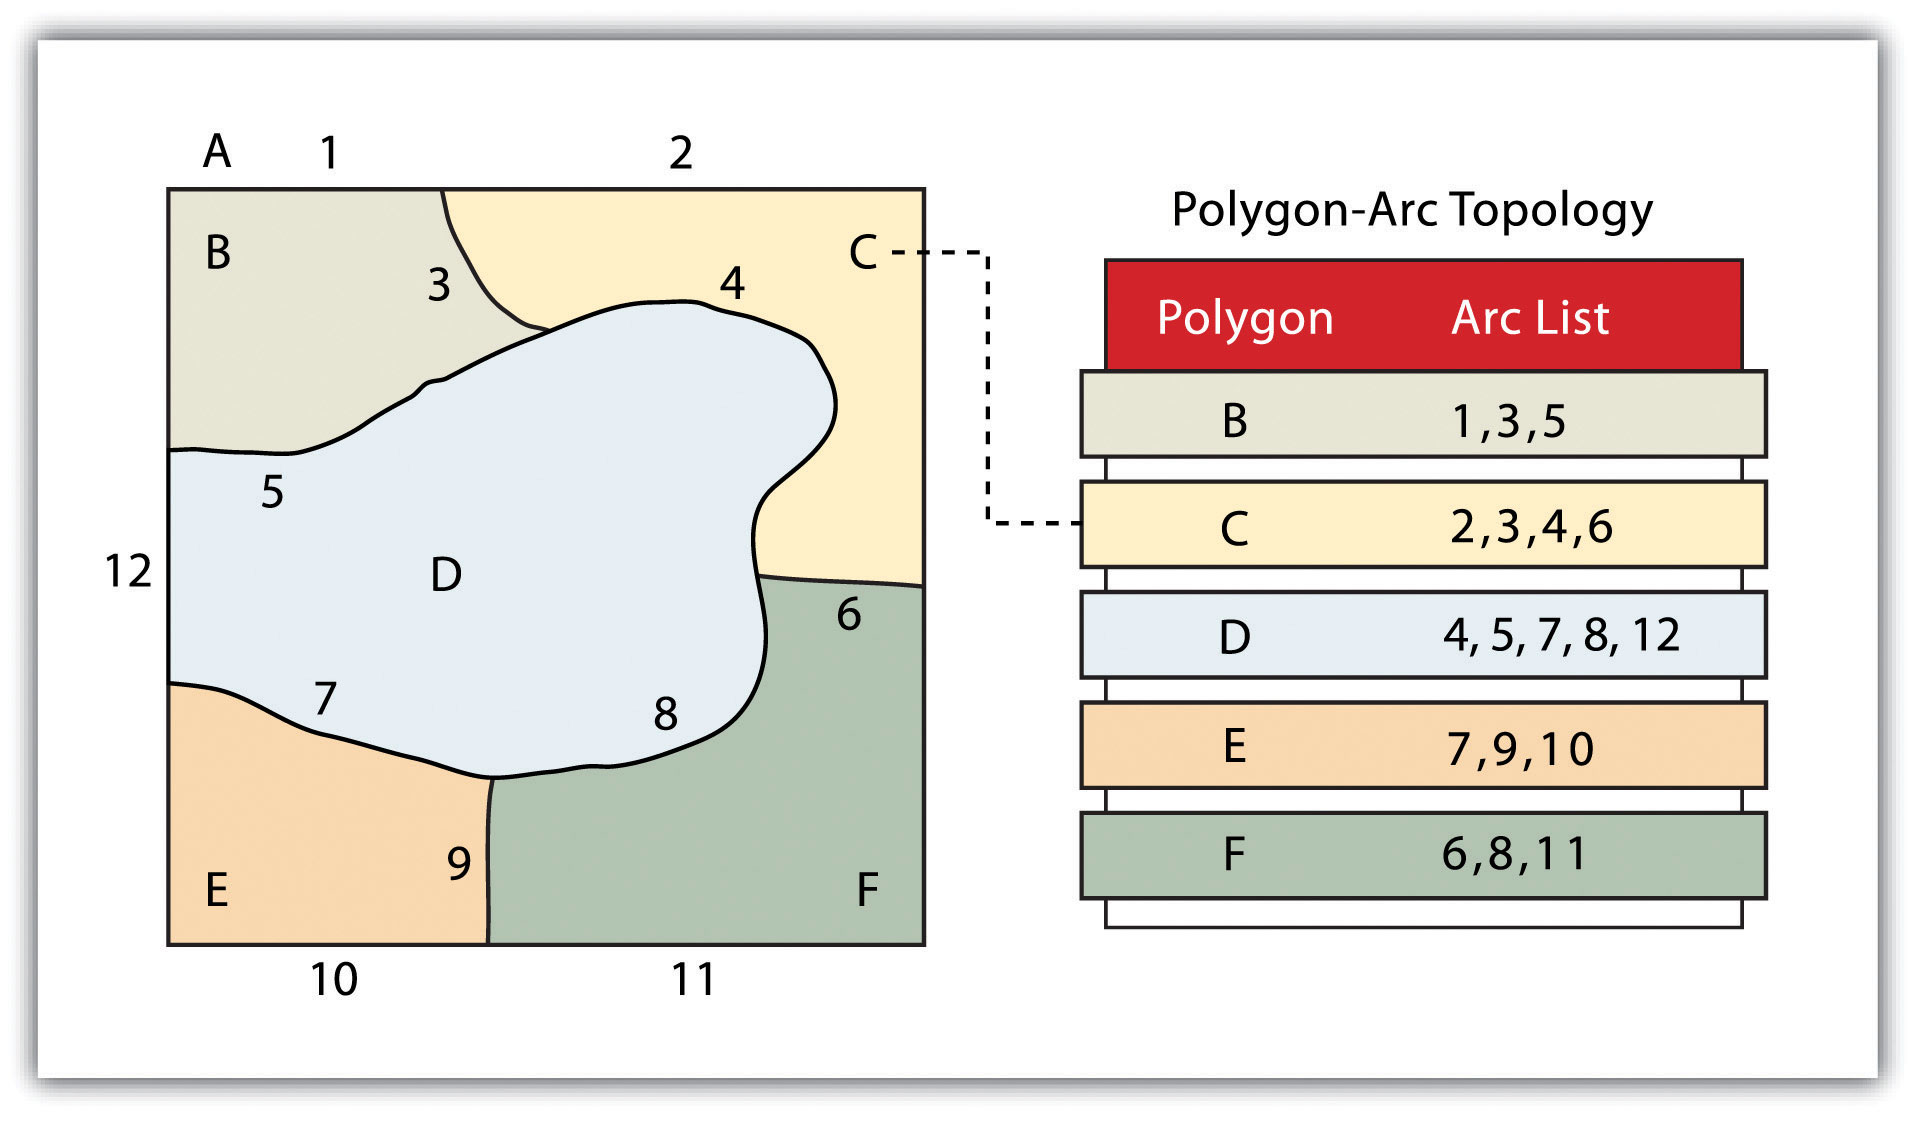 A 1 2
B
3
4
C
5
12
D
7
8
6
E
9
F
10 11
Polygon-Arc Topology
Polygon Arc List
B 1,3,5
C 2,3,4,6
D 4, 5, 7, 8, 12
E 7,9,10
F 6,8,11